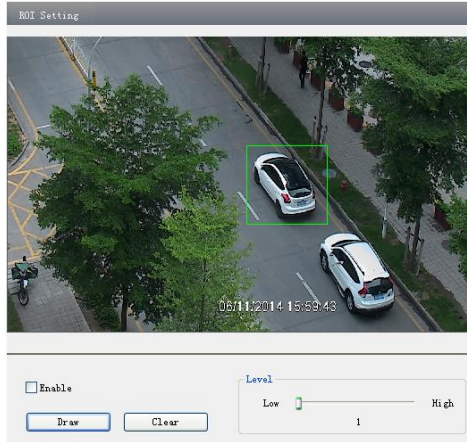 ROI Setting
06/11/2014 15:59:43
Enable
Level
Low High
1
Draw Clear